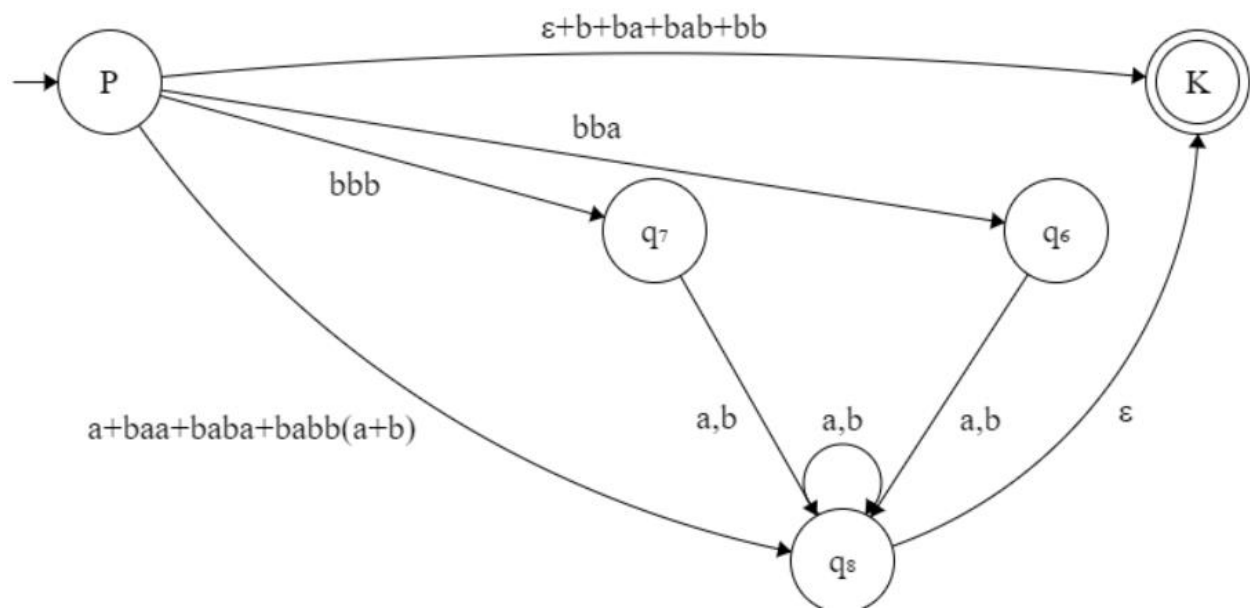 ε+b+ba+bab+bb
P
K
bba
bbb
q₇
q₆
a+baa+baba+babb(a+b)
a,b
a,b
a,b
ε
q₈